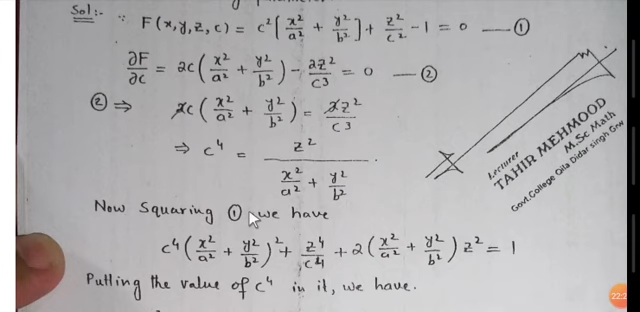 Sol:- ∵ F(x,y,z,c) = c²[x²/a² + y²/b²] + z²/c² - 1 = 0 — ①
∂F/∂c = 2c(x²/a² + y²/b²) - 2z²/c³ = 0 — ②
② ⇒ 2c(x²/a² + y²/b²) = 2z²/c³
⇒ c⁴ = z²/(x²/a² + y²/b²)
Lecturer
TAHIR MEHMOOD
M.Sc Math
Govt.College Qila Didar singh Grw
Now Squaring ① we have
c⁴(x²/a² + y²/b²)² + z⁴/c⁴ + 2(x²/a² + y²/b²)z² = 1
Putting the value of c⁴ in it, we have.
22:2